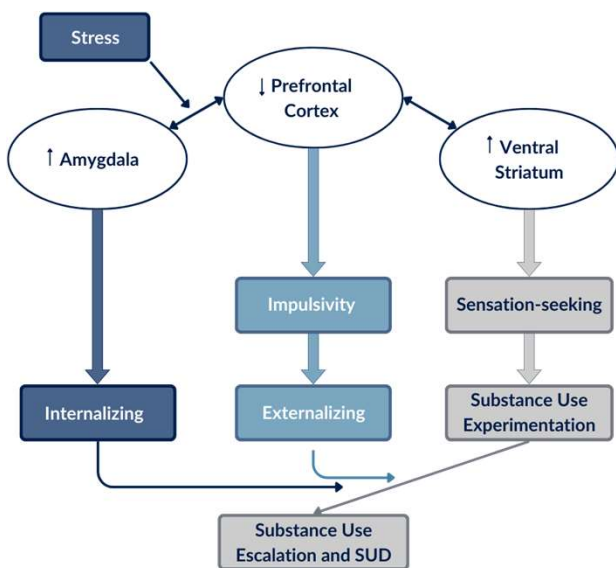 Stress
↓ Prefrontal
Cortex
↑ Amygdala
↑ Ventral
Striatum
Impulsivity
Sensation-seeking
Internalizing
Externalizing
Substance Use
Experimentation
Substance Use
Escalation and SUD